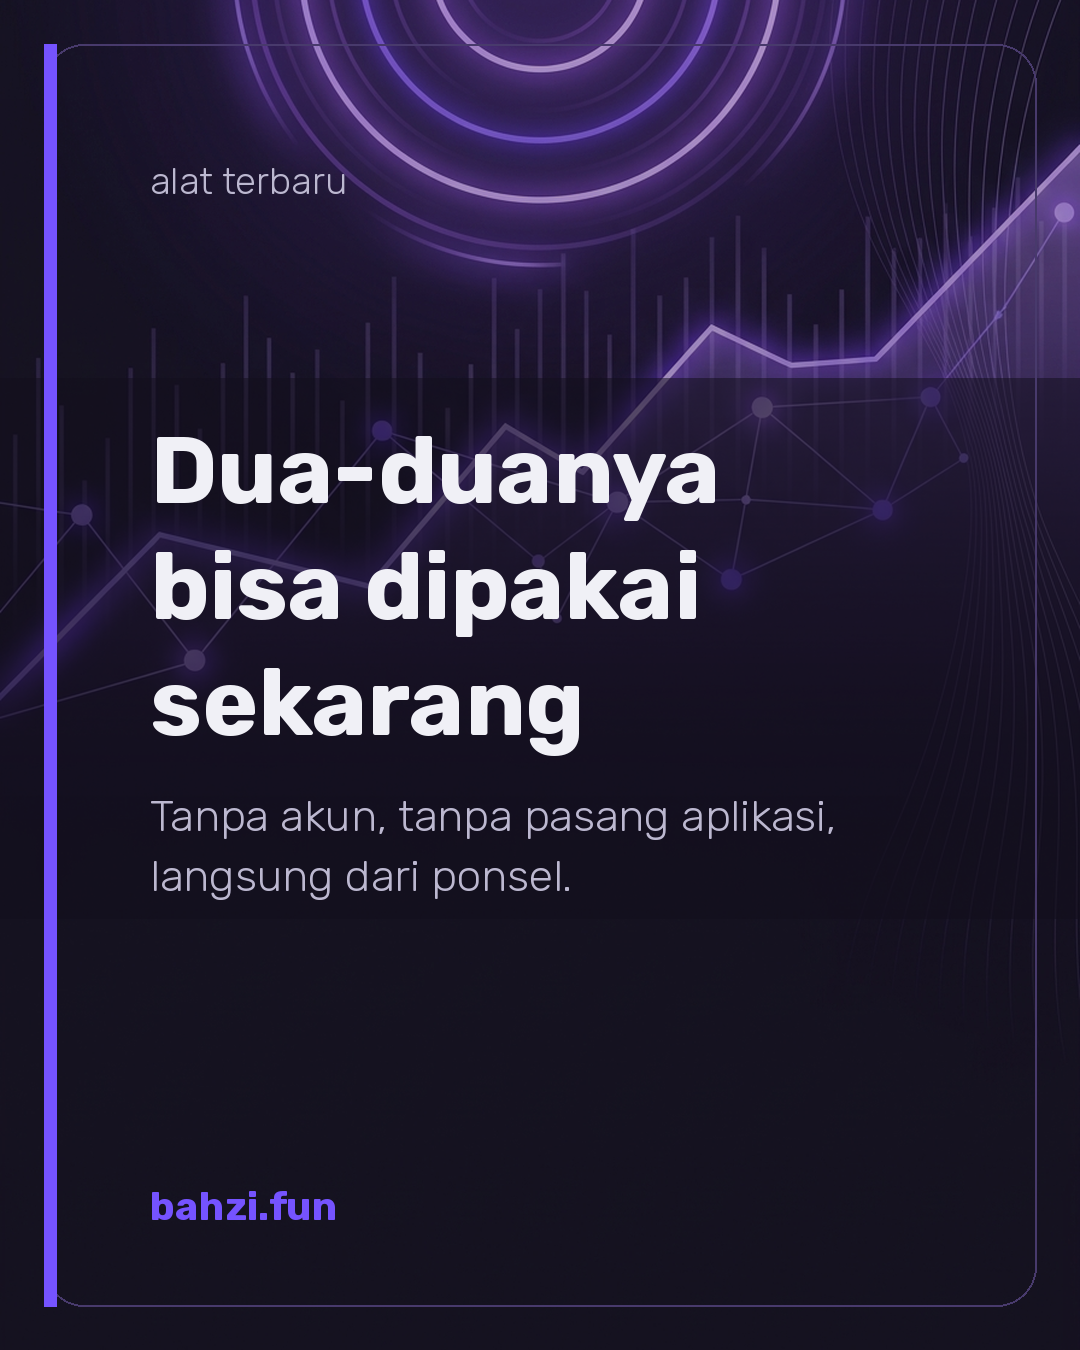 alat terbaru
Dua-duanya
bisa dipakai
sekarang
Tanpa akun, tanpa pasang aplikasi,
langsung dari ponsel.
bahzi.fun